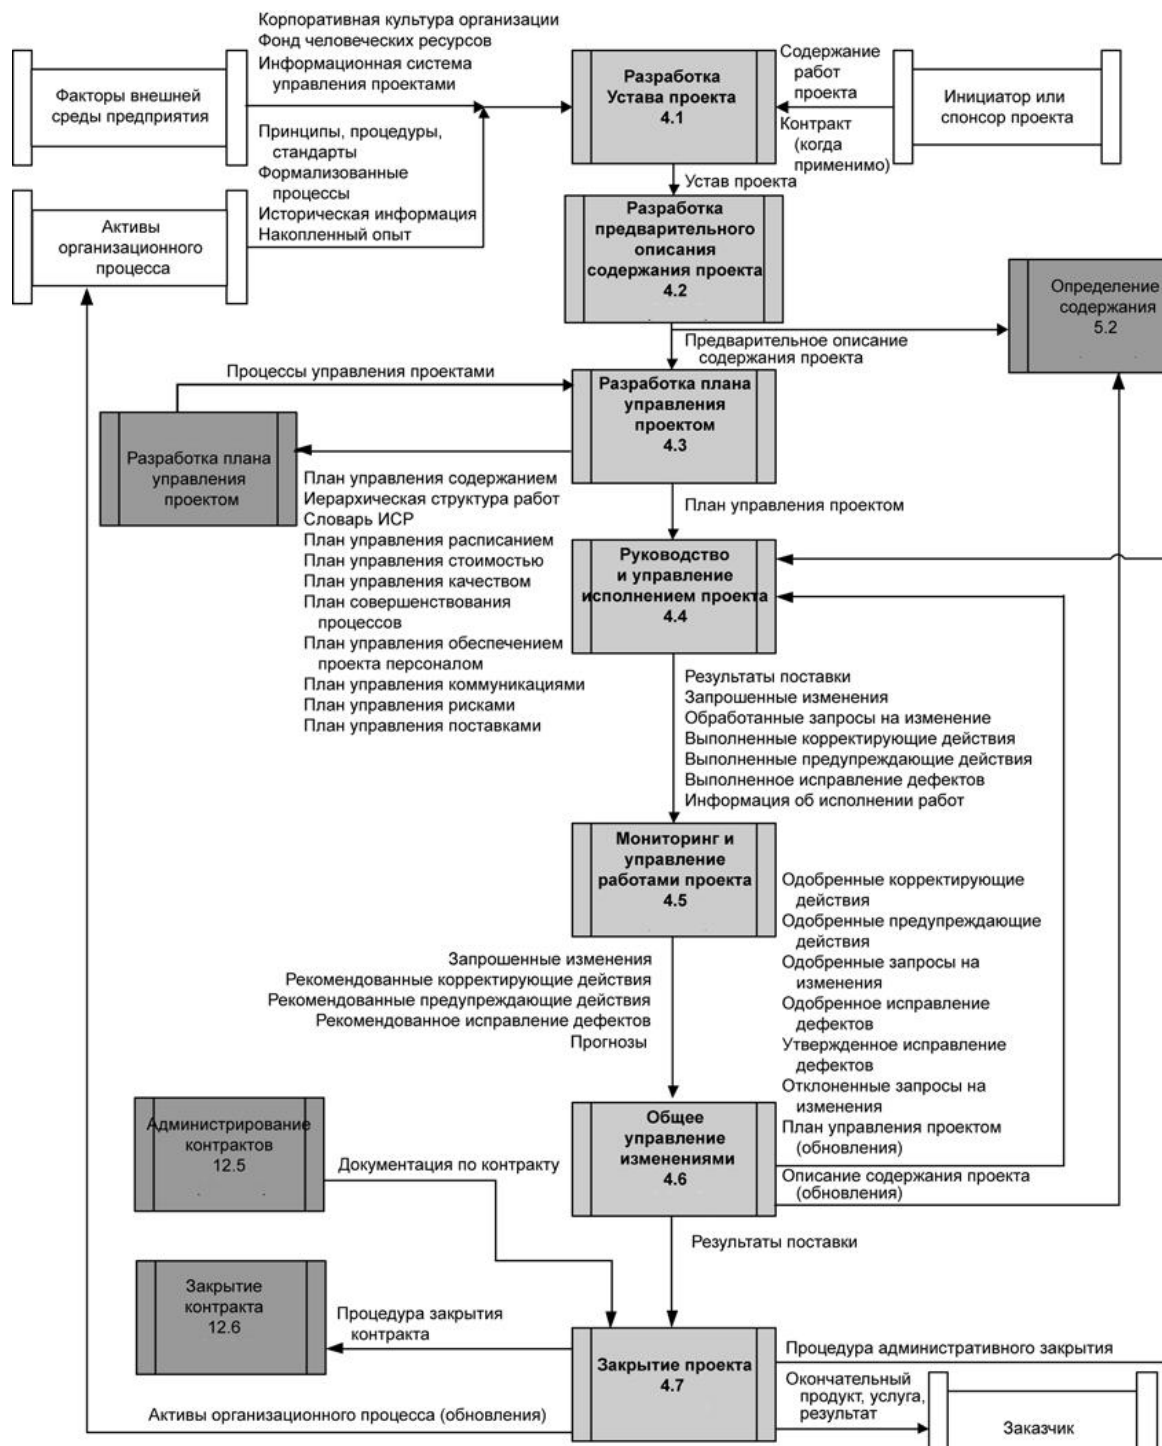 Корпоративная культура организации
Фонд человеческих ресурсов
Информационная система
управления проектами
Факторы внешней
среды предприятия
Разработка
Устава проекта
4.1
Содержание
работ
проекта
Контракт
(когда
применимо)
Инициатор или
спонсор проекта
Принципы, процедуры,
стандарты
Формализованные
процессы
Историческая информация
Накопленный опыт
Активы
организационного
процесса
Устав проекта
Разработка
предварительного
описания
содержания проекта
4.2
Определение
содержания
5.2
Предварительное описание
содержания проекта
Процессы управления проектами
Разработка плана
управления
проектом
4.3
Разработка плана
управления
проектом
План управления содержанием
Иерархическая структура работ
Словарь ИСР
План управления расписанием
План управления стоимостью
План управления качеством
План совершенствования
процессов
План управления обеспечением
проекта персоналом
План управления коммуникациями
План управления рисками
План управления поставками
План управления проектом
Руководство
и управление
исполнением проекта
4.4
Результаты поставки
Запрошенные изменения
Обработанные запросы на изменение
Выполненные корректирующие действия
Выполненные предупреждающие действия
Выполненное исправление дефектов
Информация об исполнении работ
Мониторинг и
управление
работами проекта
4.5
Запрошенные изменения
Рекомендованные корректирующие действия
Рекомендованные предупреждающие действия
Рекомендованное исправление дефектов
Прогнозы
Одобренные корректирующие
действия
Одобренные предупреждающие
действия
Одобренные запросы на
изменения
Одобренное исправление
дефектов
Утвержденное исправление
дефектов
Отклоненные запросы на
изменения
План управления проектом
(обновления)
Описание содержания проекта
(обновления)
Общее
управление
изменениями
4.6
Администрирование
контрактов
12.5
Документация по контракту
Результаты поставки
Закрытие
контракта
12.6
Процедура закрытия
контракта
Закрытие проекта
4.7
Процедура административного закрытия
Окончательный
продукт, услуга,
результат
Заказчик
Активы организационного процесса (обновления)